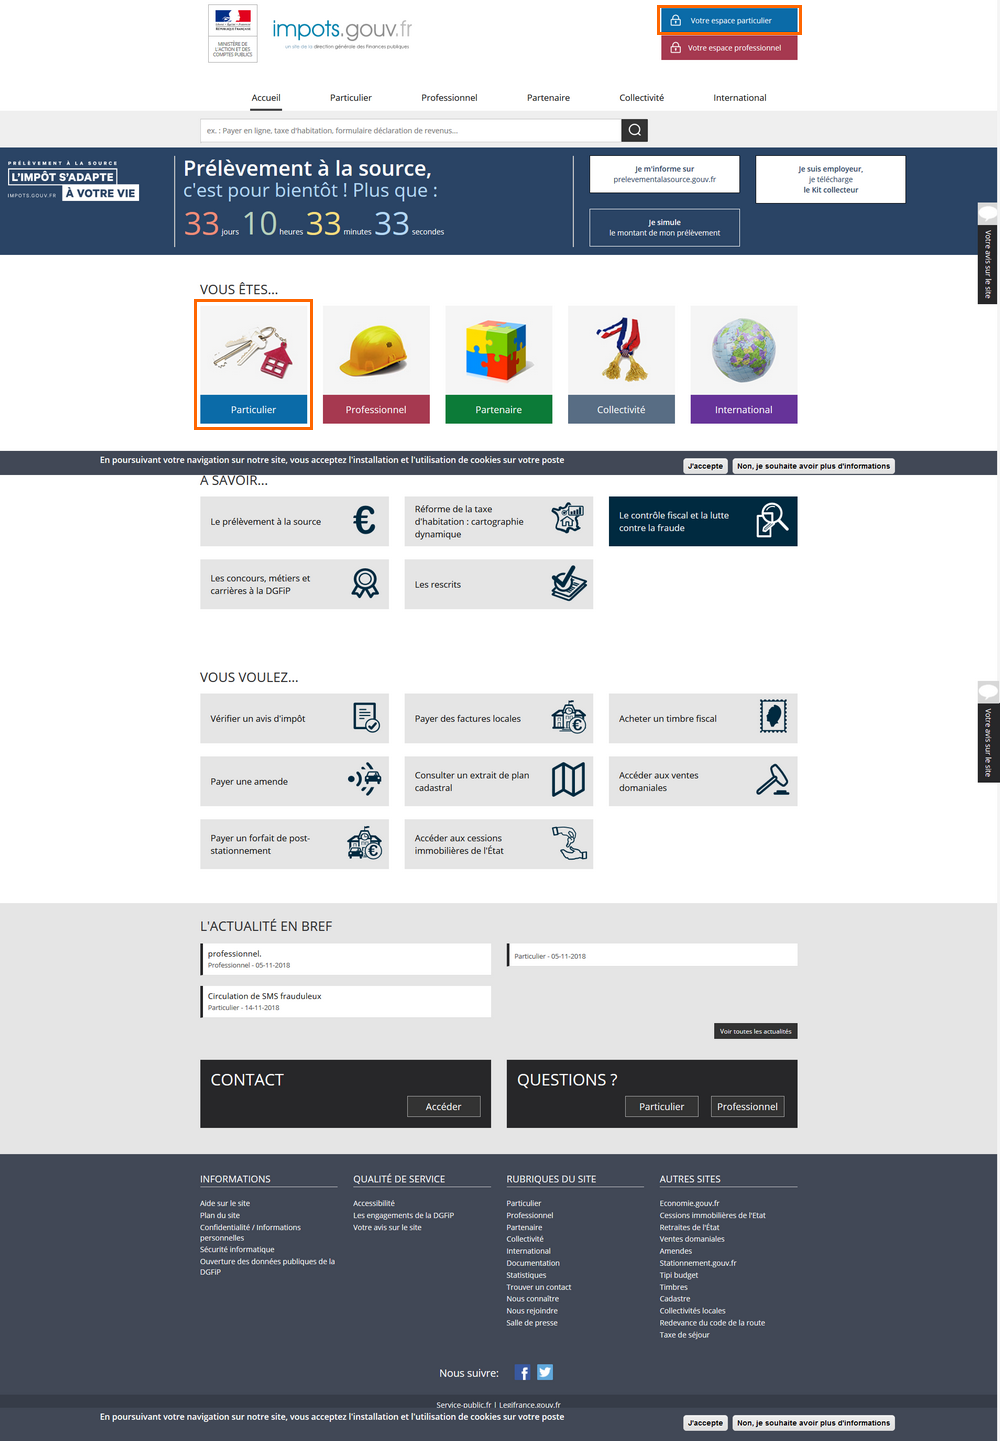 Liberté • Égalité • Fraternité
RÉPUBLIQUE FRANÇAISE
MINISTÈRE DE
L'ACTION ET DES
COMPTES PUBLICS
impots.gouv.fr
un site de la direction générale des Finances publiques
Votre espace particulier
Votre espace professionnel
Accueil
Particulier
Professionnel
Partenaire
Collectivité
International
ex. : Payer en ligne, taxe d'habitation, formulaire déclaration de revenus...
PRÉLÈVEMENT À LA SOURCE
L'IMPÔT S'ADAPTE
IMPOTS.GOUV.FR À VOTRE VIE
Prélèvement à la source,
c'est pour bientôt ! Plus que :
33 jours 10 heures 33 minutes 33 secondes
Je m'informe sur
prelevementalasource.gouv.fr
Je suis employeur,
je télécharge
le Kit collecteur
Je simule
le montant de mon prélèvement
Votre avis sur le site
VOUS ÊTES...
Particulier
Professionnel
Partenaire
Collectivité
International
En poursuivant votre navigation sur notre site, vous acceptez l'installation et l'utilisation de cookies sur votre poste
J'accepte
Non, je souhaite avoir plus d'informations
A SAVOIR...
Le prélèvement à la source
Réforme de la taxe
d'habitation : cartographie
dynamique
Le contrôle fiscal et la lutte
contre la fraude
Les concours, métiers et
carrières à la DGFiP
Les rescrits
VOUS VOULEZ...
Vérifier un avis d'impôt
Payer des factures locales
Acheter un timbre fiscal
Votre avis sur le site
Payer une amende
Consulter un extrait de plan
cadastral
Accéder aux ventes
domaniales
Payer un forfait de post-
stationnement
Accéder aux cessions
immobilières de l'État
L'ACTUALITÉ EN BREF
professionnel.
Professionnel - 05-11-2018
Particulier - 05-11-2018
Circulation de SMS frauduleux
Particulier - 14-11-2018
Voir toutes les actualités
CONTACT
Accéder
QUESTIONS ?
Particulier
Professionnel
INFORMATIONS
Aide sur le site
Plan du site
Confidentialité / Informations
personnelles
Sécurité informatique
Ouverture des données publiques de la
DGFiP
QUALITÉ DE SERVICE
Accessibilité
Les engagements de la DGFIP
Votre avis sur le site
RUBRIQUES DU SITE
Particulier
Professionnel
Partenaire
Collectivité
International
Documentation
Statistiques
Trouver un contact
Nous connaître
Nous rejoindre
Salle de presse
AUTRES SITES
Economie.gouv.fr
Cessions immobilières de l'Etat
Retraites de l'État
Ventes domaniales
Amendes
Stationnement.gouv.fr
Tipi budget
Timbres
Cadastre
Collectivités locales
Redevance du code de la route
Taxe de séjour
Nous suivre:
Service-public.fr | Legifrance.gouv.fr
En poursuivant votre navigation sur notre site, vous acceptez l'installation et l'utilisation de cookies sur votre poste
J'accepte
Non, je souhaite avoir plus d'informations